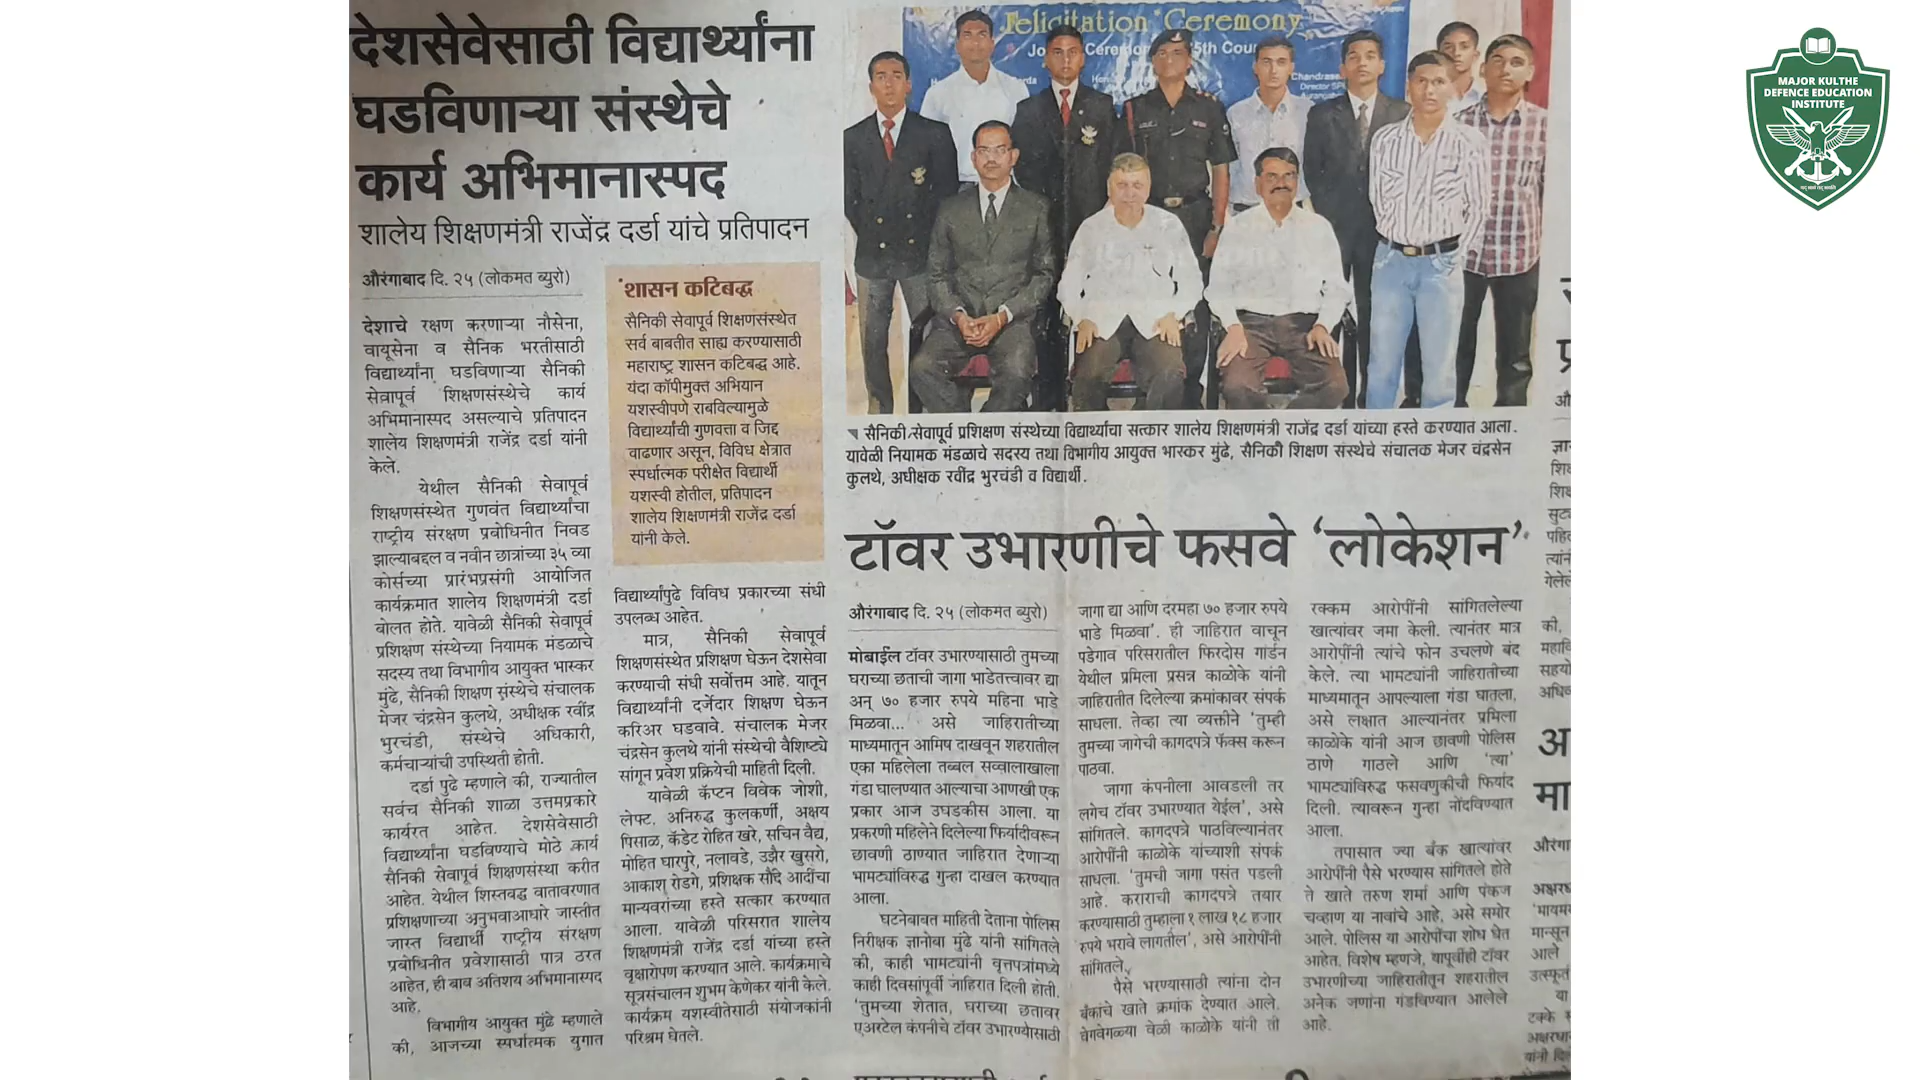 देशसेवेसाठी विद्यार्थ्यांना
घडविणाऱ्या संस्थेचे
कार्य अभिमानास्पद
शालेय शिक्षणमंत्री राजेंद्र दर्डा यांचे प्रतिपादन
औरंगाबाद दि. २५ (लोकमत ब्युरो)
देशाचे रक्षण करणाऱ्या नौसेना,
वायूसेना व सैनिक भरतीसाठी
विद्यार्थ्यांना घडविणाऱ्या सैनिकी
सेवापूर्व शिक्षणसंस्थेचे कार्य
अभिमानास्पद असल्याचे प्रतिपादन
शालेय शिक्षणमंत्री राजेंद्र दर्डा यांनी
केले.
येथील सैनिकी सेवापूर्व
शिक्षणसंस्थेत गुणवंत विद्यार्थ्यांचा
राष्ट्रीय संरक्षण प्रबोधिनीत निवड
झाल्याबद्दल व नवीन छात्रांच्या ३५ व्या
कोर्सच्या प्रारंभप्रसंगी आयोजित
कार्यक्रमात शालेय शिक्षणमंत्री दर्डा
बोलत होते. यावेळी सैनिकी सेवापूर्व
प्रशिक्षण संस्थेच्या नियामक मंडळाचे
सदस्य तथा विभागीय आयुक्त भास्कर
मुंढे, सैनिकी शिक्षण संस्थेचे संचालक
मेजर चंद्रसेन कुलथे, अधीक्षक रवींद्र
भुरचंडी, संस्थेचे अधिकारी,
कर्मचाऱ्यांची उपस्थिती होती.
दर्डा पुढे म्हणाले की, राज्यातील
सर्वच सैनिकी शाळा उत्तमप्रकारे
कार्यरत आहेत. देशसेवेसाठी
विद्यार्थ्यांना घडविण्याचे मोठे कार्य
सैनिकी सेवापूर्व शिक्षणसंस्था करीत
आहेत. येथील शिस्तबद्ध वातावरणात
प्रशिक्षणाच्या अनुभवाआधारे जास्तीत
जास्त विद्यार्थी राष्ट्रीय संरक्षण
प्रबोधिनीत प्रवेशासाठी पात्र ठरत
आहेत, ही बाब अतिशय अभिमानास्पद
आहे.
विभागीय आयुक्त मुंढे म्हणाले
की, आजच्या स्पर्धात्मक युगात
शासन कटिबद्ध
सैनिकी सेवापूर्व शिक्षणसंस्थेत
सर्व बाबतीत साह्य करण्यासाठी
महाराष्ट्र शासन कटिबद्ध आहे.
यंदा कॉपीमुक्त अभियान
यशस्वीपणे राबविल्यामुळे
विद्यार्थ्यांची गुणवत्ता व जिद्द
वाढणार असून, विविध क्षेत्रात
स्पर्धात्मक परीक्षेत विद्यार्थी
यशस्वी होतील, प्रतिपादन
शालेय शिक्षणमंत्री राजेंद्र दर्डा
यांनी केले.
विद्यार्थ्यांपुढे विविध प्रकारच्या संधी
उपलब्ध आहेत.
मात्र, सैनिकी सेवापूर्व
शिक्षणसंस्थेत प्रशिक्षण घेऊन देशसेवा
करण्याची संधी सर्वोत्तम आहे. यातून
विद्यार्थ्यांनी दर्जेदार शिक्षण घेऊन
करिअर घडवावे. संचालक मेजर
चंद्रसेन कुलथे यांनी संस्थेची वैशिष्ट्ये
सांगून प्रवेश प्रक्रियेची माहिती दिली.
यावेळी कॅप्टन विवेक जोशी,
लेफ्ट. अनिरुद्ध कुलकर्णी, अक्षय
पिसाळ, कॅडेट रोहित खरे, सचिन वैद्य,
मोहित घारपुरे, नलावडे, उझैर खुसरो,
आकाश रोडगे, प्रशिक्षक सौंदे आदींचा
मान्यवरांच्या हस्ते सत्कार करण्यात
आला. यावेळी परिसरात शालेय
शिक्षणमंत्री राजेंद्र दर्डा यांच्या हस्ते
वृक्षारोपण करण्यात आले. कार्यक्रमाचे
सूत्रसंचालन शुभम केणेकर यांनी केले.
कार्यक्रम यशस्वीतेसाठी संयोजकांनी
परिश्रम घेतले.
Felicitation Ceremony
सैनिकी सेवापूर्व प्रशिक्षण संस्थेच्या विद्यार्थ्यांचा सत्कार शालेय शिक्षणमंत्री राजेंद्र दर्डा यांच्या हस्ते करण्यात आला.
यावेळी नियामक मंडळाचे सदस्य तथा विभागीय आयुक्त भास्कर मुंढे, सैनिकी शिक्षण संस्थेचे संचालक मेजर चंद्रसेन
कुलथे, अधीक्षक रवींद्र भुरचंडी व विद्यार्थी.
टॉवर उभारणीचे फसवे ‘लोकेशन’
औरंगाबाद दि. २५ (लोकमत ब्युरो)
मोबाईल टॉवर उभारण्यासाठी तुमच्या
घराच्या छताची जागा भाडेतत्त्वावर द्या
अन् ७० हजार रुपये महिना भाडे
मिळवा... असे जाहिरातीच्या
माध्यमातून आमिष दाखवून शहरातील
एका महिलेला तब्बल सव्वालाखाला
गंडा घालण्यात आल्याचा आणखी एक
प्रकार आज उघडकीस आला. या
प्रकरणी महिलेने दिलेल्या फिर्यादीवरून
छावणी ठाण्यात जाहिरात देणाऱ्या
भामट्यांविरुद्ध गुन्हा दाखल करण्यात
आला.
घटनेबाबत माहिती देताना पोलिस
निरीक्षक ज्ञानोबा मुंढे यांनी सांगितले
की, काही भामट्यांनी वृत्तपत्रांमध्ये
काही दिवसांपूर्वी जाहिरात दिली होती.
‘तुमच्या शेतात, घराच्या छतावर
एअरटेल कंपनीचे टॉवर उभारण्यासाठी
जागा द्या आणि दरमहा ७० हजार रुपये
भाडे मिळवा’. ही जाहिरात वाचून
पडेगाव परिसरातील फिरदोस गार्डन
येथील प्रमिला प्रसन्न काळोके यांनी
जाहिरातीत दिलेल्या क्रमांकावर संपर्क
साधला. तेव्हा त्या व्यक्तीने ‘तुम्ही
तुमच्या जागेची कागदपत्रे फॅक्स करून
पाठवा.
जागा कंपनीला आवडली तर
लगेच टॉवर उभारण्यात येईल’, असे
सांगितले. कागदपत्रे पाठविल्यानंतर
आरोपींनी काळोके यांच्याशी संपर्क
साधला. ‘तुमची जागा पसंत पडली
आहे. कराराची कागदपत्रे तयार
करण्यासाठी तुम्हाला १ लाख १८ हजार
रुपये भरावे लागतील’, असे आरोपींनी
सांगितले.
पैसे भरण्यासाठी त्यांना दोन
बँकांचे खाते क्रमांक देण्यात आले.
वेगवेगळ्या वेळी काळोके यांनी ती
रक्कम आरोपींनी सांगितलेल्या
खात्यांवर जमा केली. त्यानंतर मात्र
आरोपींनी त्यांचे फोन उचलणे बंद
केले. त्या भामट्यांनी जाहिरातीच्या
माध्यमातून आपल्याला गंडा घातला,
असे लक्षात आल्यानंतर प्रमिला
काळोके यांनी आज छावणी पोलिस
ठाणे गाठले आणि ‘त्या’
भामट्यांविरुद्ध फसवणुकीची फिर्याद
दिली. त्यावरून गुन्हा नोंदविण्यात
आला.
तपासात ज्या बँक खात्यांवर
आरोपींनी पैसे भरण्यास सांगितले होते
ते खाते तरुण शर्मा आणि पंकज
चव्हाण या नावांचे आहे, असे समोर
आले. पोलिस या आरोपींचा शोध घेत
आहेत. विशेष म्हणजे, यापूर्वीही टॉवर
उभारणीच्या जाहिरातीतून शहरातील
अनेक जणांना गंडविण्यात आलेले
आहे.
MAJOR KULTHE
DEFENCE EDUCATION
INSTITUTE